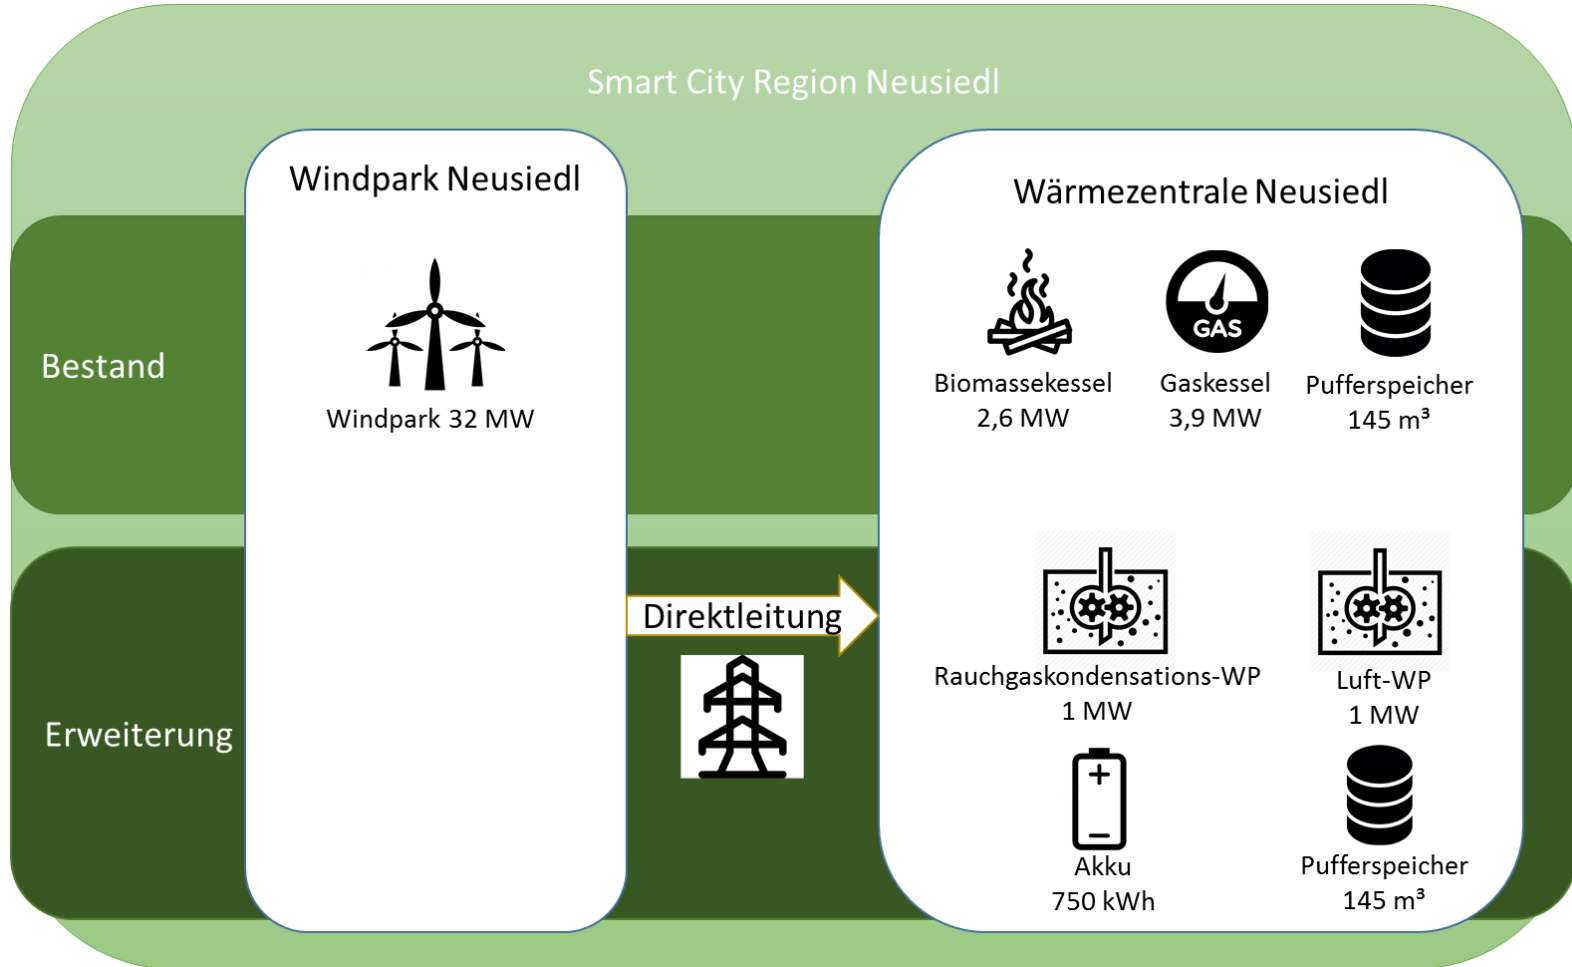 Smart City Region Neusiedl
Windpark Neusiedl
Wärmezentrale Neusiedl
Bestand
Windpark 32 MW
GAS
Biomassekessel
2,6 MW
Gaskessel
3,9 MW
Pufferspeicher
145 m³
Erweiterung
Direktleitung
Rauchgaskondensations-WP
1 MW
Luft-WP
1 MW
Akku
750 kWh
Pufferspeicher
145 m³